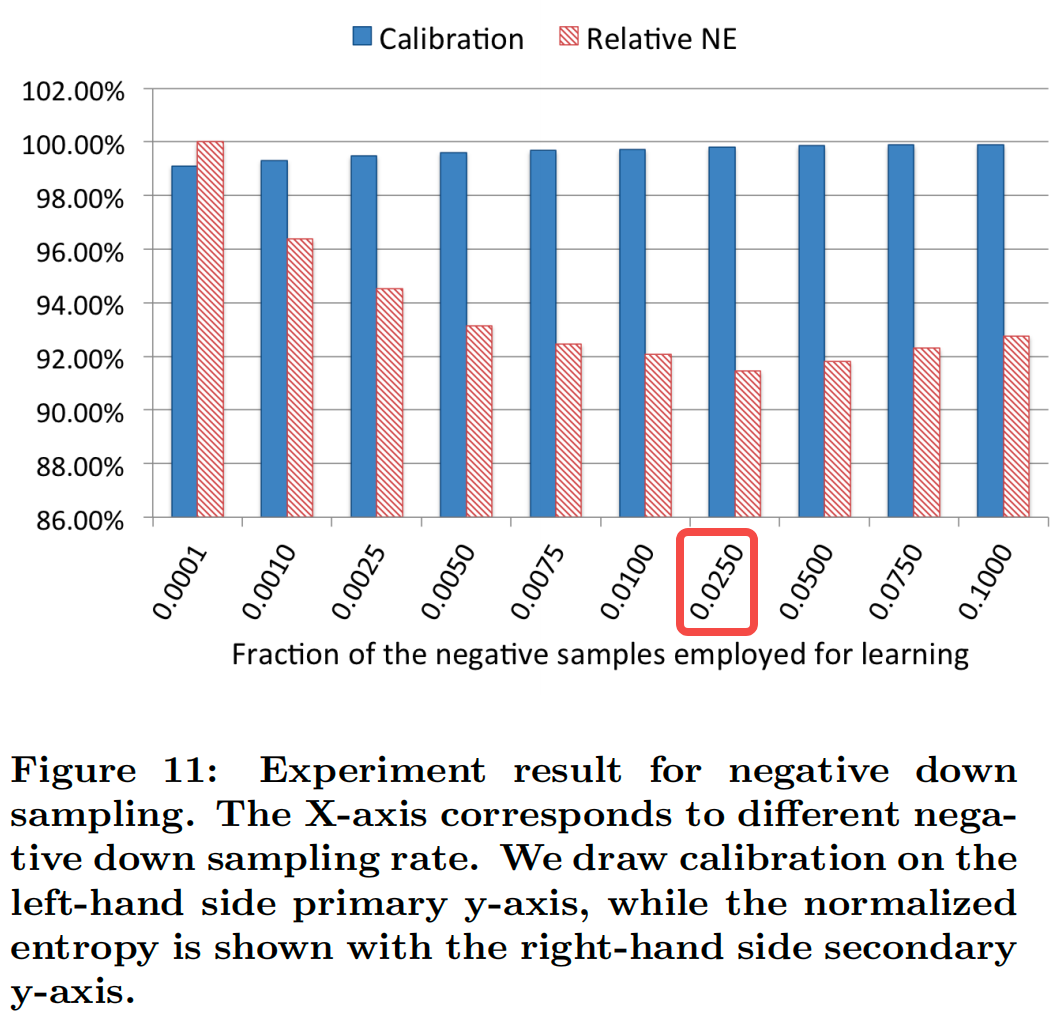 Calibration Relative NE
102.00%
100.00%
98.00%
96.00%
94.00%
92.00%
90.00%
88.00%
86.00%
0.0001 0.0010 0.0025 0.0050 0.0075 0.0100 0.0250 0.0500 0.0750 0.1000
Fraction of the negative samples employed for learning
Figure 11: Experiment result for negative down
sampling. The X-axis corresponds to different nega-
tive down sampling rate. We draw calibration on the
left-hand side primary y-axis, while the normalized
entropy is shown with the right-hand side secondary
y-axis.